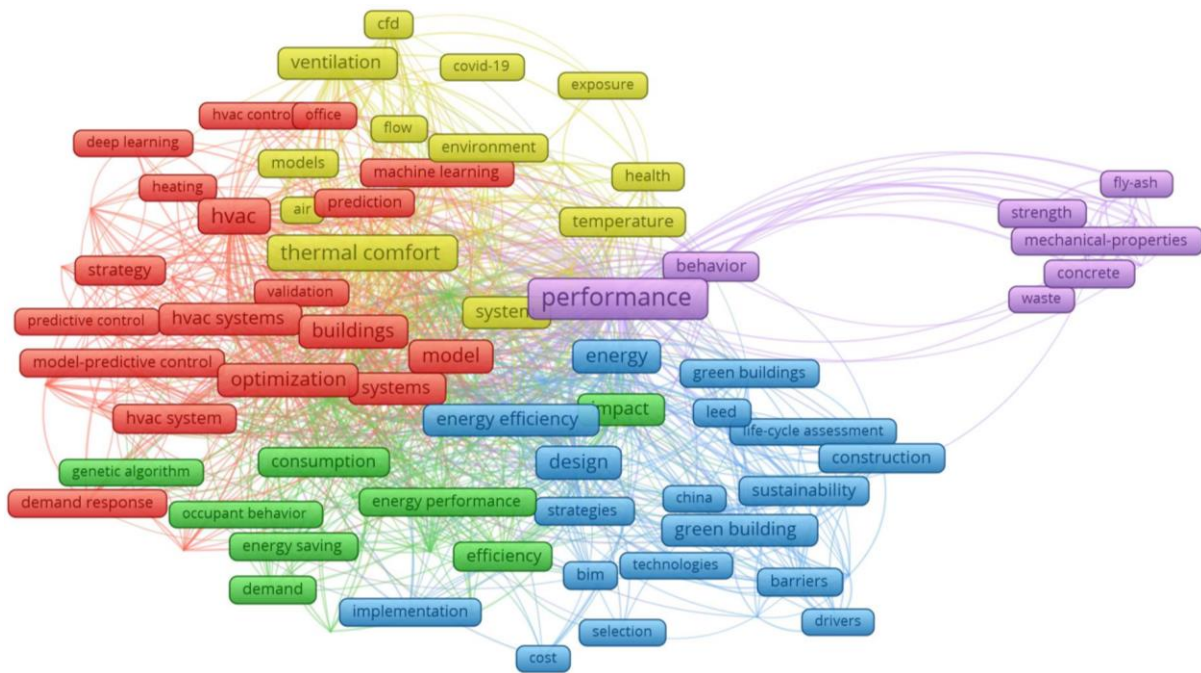 cfd
ventilation
covid-19
exposure
hvac control
office
flow
deep learning
environment
models
machine learning
health
fly-ash
heating
prediction
air
hvac
strength
temperature
mechanical-properties
thermal comfort
behavior
strategy
concrete
validation
performance
waste
predictive control
hvac systems
system
buildings
model
energy
model-predictive control
optimization
systems
green buildings
hvac system
energy efficiency
impact
leed
life-cycle assessment
construction
genetic algorithm
consumption
design
demand response
energy performance
china
sustainability
occupant behavior
strategies
green building
energy saving
efficiency
technologies
demand
bim
barriers
implementation
drivers
selection
cost